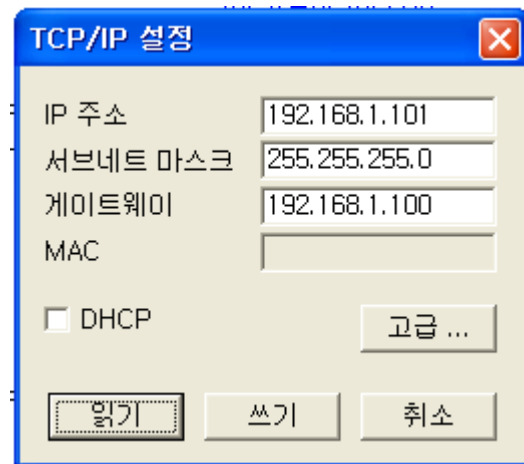 TCP/IP 설정
IP 주소 192.168.1.101
서브네트 마스크 255.255.255.0
게이트웨이 192.168.1.100
MAC
DHCP 고급 ...
읽기 쓰기 취소